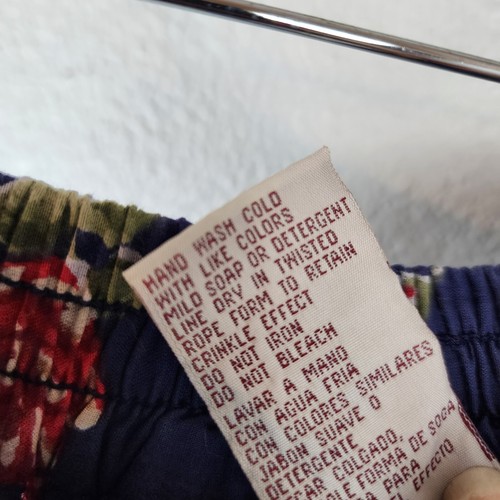 HAND WASH COLD
WITH LIKE COLORS
MILD SOAP OR DETERGENT
LINE DRY IN TWISTED
ROPE FORM TO RETAIN
CRINKLE EFFECT
DO NOT IRON
DO NOT BLEACH
LAVAR A MANO
CON AGUA FRIA
CON COLORES SIMILARES
JABON SUAVE O
DETERGENTE
COLGADO,
FORMA DE SOGA
PARA
EFECTO